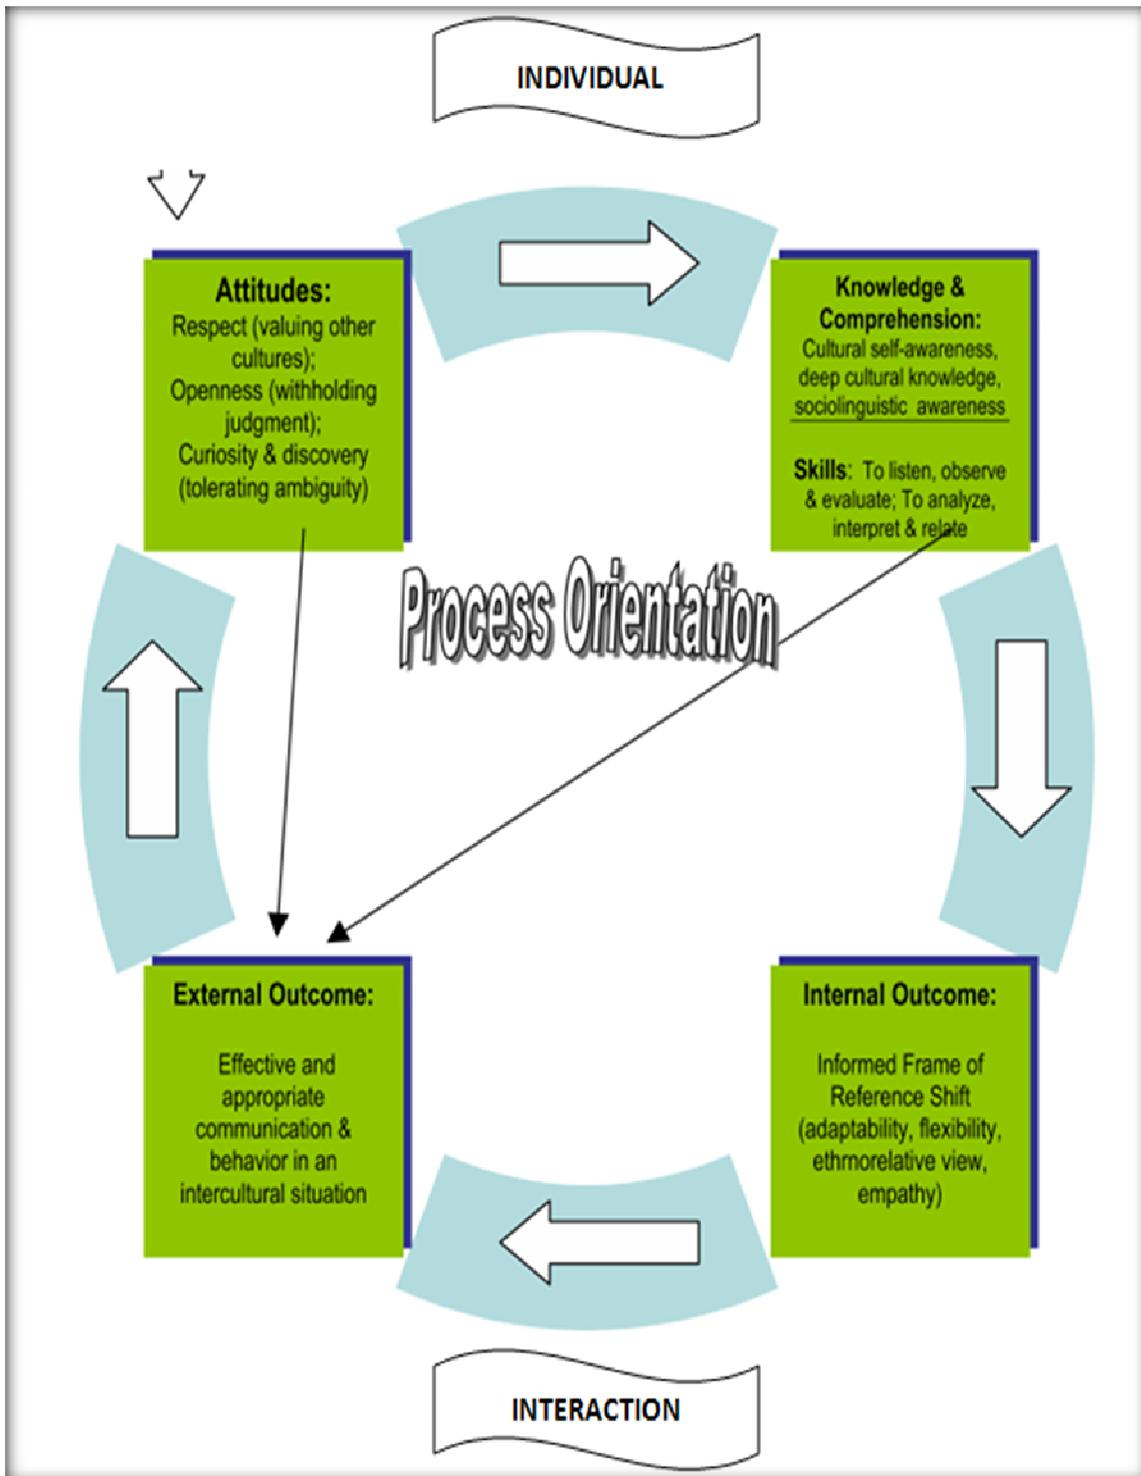 INDIVIDUAL
Attitudes:
Respect (valuing other
cultures);
Openness (withholding
judgment);
Curiosity & discovery
(tolerating ambiguity)
Knowledge &
Comprehension:
Cultural self-awareness,
deep cultural knowledge,
sociolinguistic awareness
Skills: To listen, observe
& evaluate; To analyze,
interpret & relate
Process Orientation
External Outcome:
Effective and
appropriate
communication &
behavior in an
intercultural situation
Internal Outcome:
Informed Frame of
Reference Shift
(adaptability, flexibility,
ethrnorelative view,
empathy)
INTERACTION